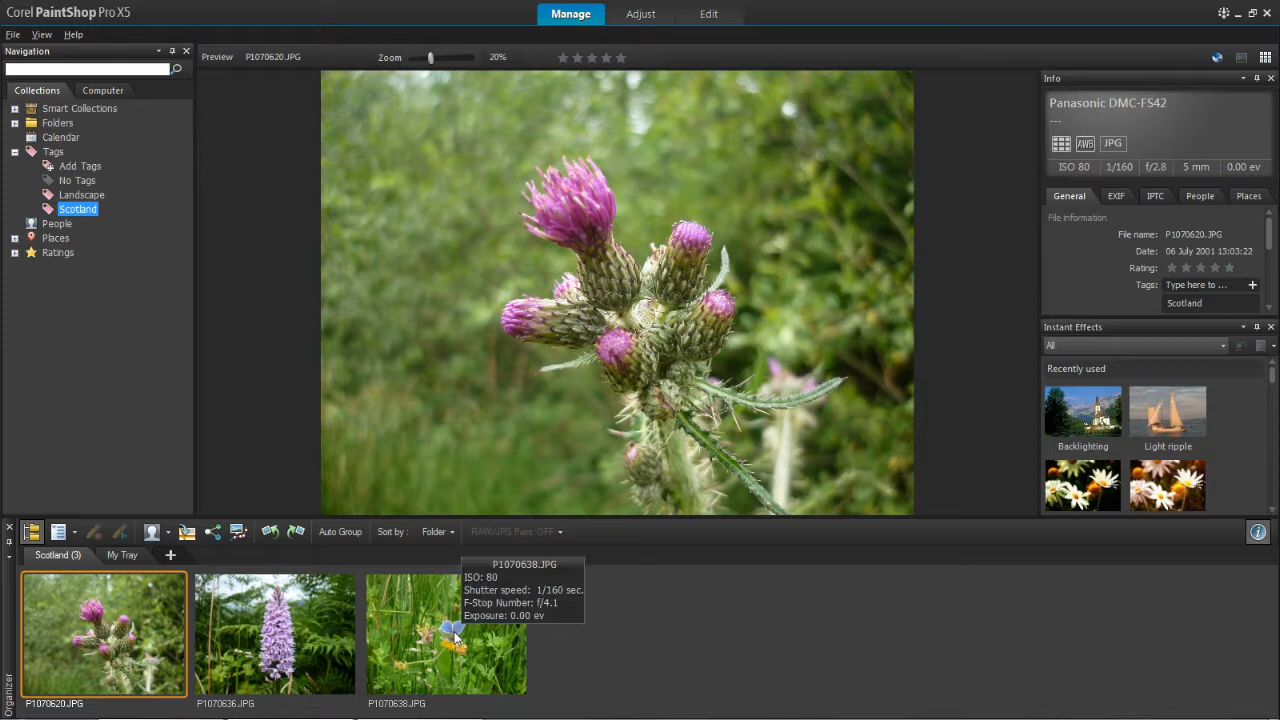 Corel PaintShop Pro X5
Manage
Adjust
Edit
File
View
Help
Navigation
Collections
Computer
Smart Collections
Folders
Calendar
Tags
Add Tags
No Tags
Landscape
Scotland
People
Places
Ratings
Preview
P1070620.JPG
Zoom
20%
Info
Panasonic DMC-FS42
---
AWB
JPG
ISO 80
1/160
f/2.8
5 mm
0.00 ev
General
EXIF
IPTC
People
Places
File information
File name: P1070620.JPG
Date: 06 July 2001 13:03:22
Rating:
Tags: Type here to ...
Scotland
Instant Effects
All
Recently used
Backlighting
Light ripple
Auto Group
Sort by :
Folder
RAW/JPG Pairs: OFF
Scotland (3)
My Tray
P1070638.JPG
ISO: 80
Shutter speed: 1/160 sec.
F-Stop Number: f/4.1
Exposure: 0.00 ev
Organizer
P1070620.JPG
P1070636.JPG
P1070638.JPG